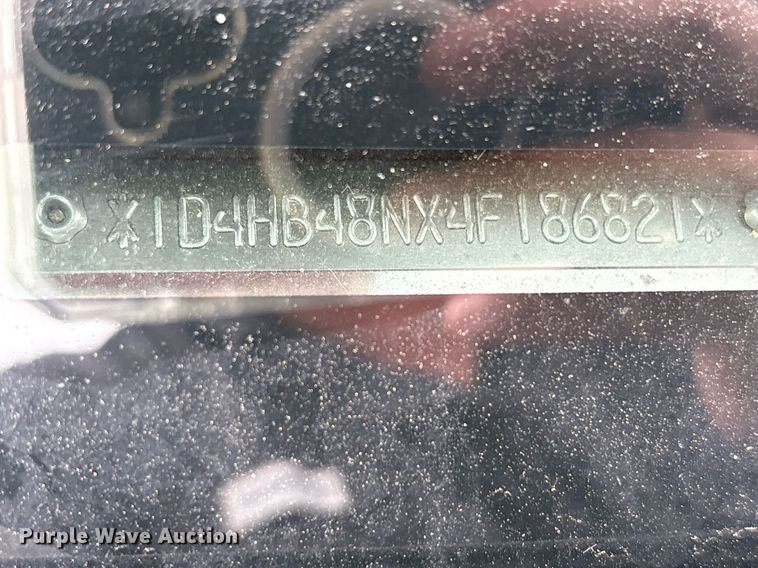 *1D4HB48NX4F186821*
Purple Wave Auction